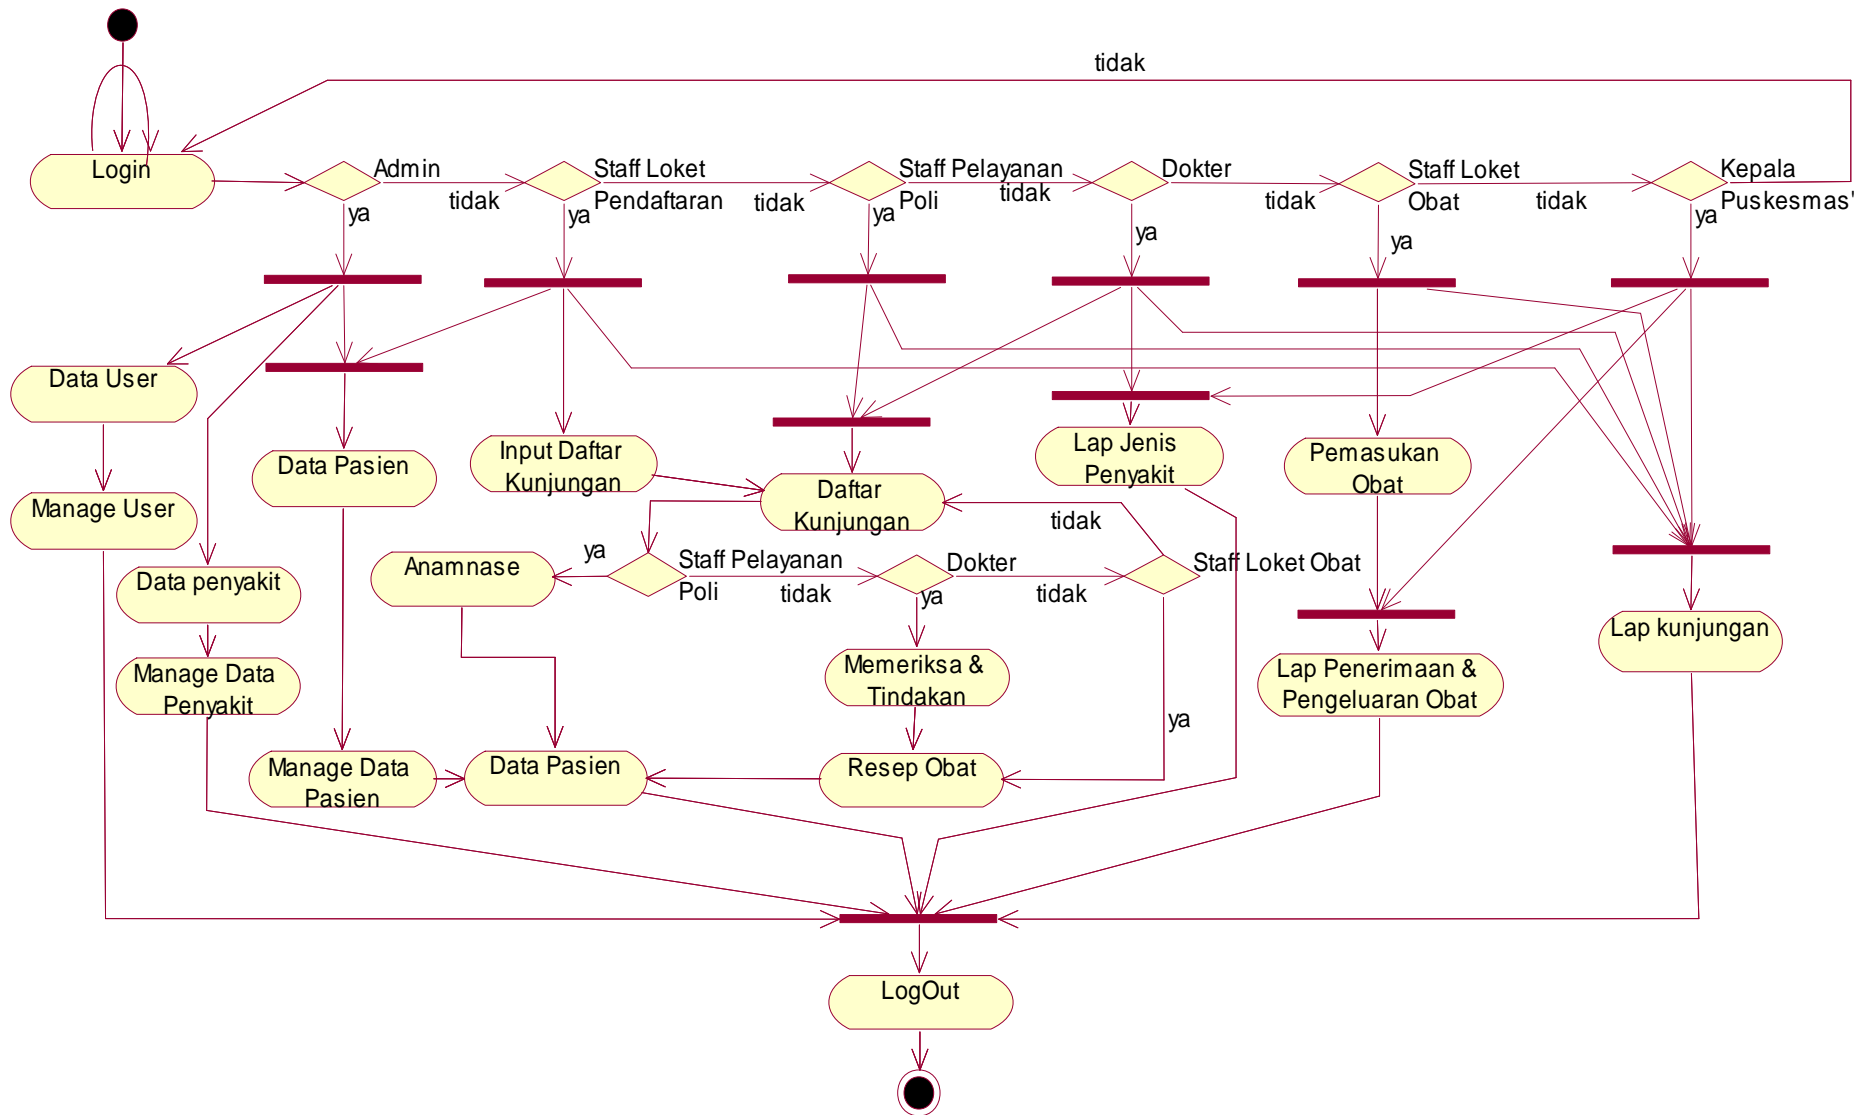 tidak
Login
Admin
Staff Loket
Pendaftaran
Staff Pelayanan
Poli
Dokter
Staff Loket
Obat
Kepala
Puskesmas'
tidak
tidak
tidak
tidak
tidak
ya
ya
ya
ya
ya
ya
Data User
Manage User
Data Pasien
Input Daftar
Kunjungan
Daftar
Kunjungan
Lap Jenis
Penyakit
Pemasukan
Obat
tidak
ya
Anamnase
Staff Pelayanan
Poli
tidak
Dokter
ya
tidak
Staff Loket Obat
Data penyakit
Manage Data
Penyakit
Memeriksa &
Tindakan
Lap Penerimaan &
Pengeluaran Obat
Lap kunjungan
ya
Manage Data
Pasien
Data Pasien
Resep Obat
LogOut